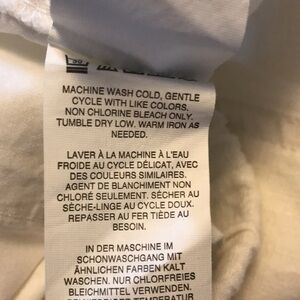 30
MACHINE WASH COLD, GENTLE
CYCLE WITH LIKE COLORS.
NON CHLORINE BLEACH ONLY.
TUMBLE DRY LOW. WARM IRON AS
NEEDED.
LAVER À LA MACHINE À L'EAU
FROIDE AU CYCLE DÉLICAT, AVEC
DES COULEURS SIMILAIRES.
AGENT DE BLANCHIMENT NON
CHLORÉ SEULEMENT. SÉCHER AU
SÈCHE-LINGE AU CYCLE DOUX.
REPASSER AU FER TIÈDE AU
BESOIN.
IN DER MASCHINE IM
SCHONWASCHGANG MIT
ÄHNLICHEN FARBEN KALT
WASCHEN. NUR CHLORFREIES
BLEICHMITTEL VERWENDEN.
TEMPERATUR